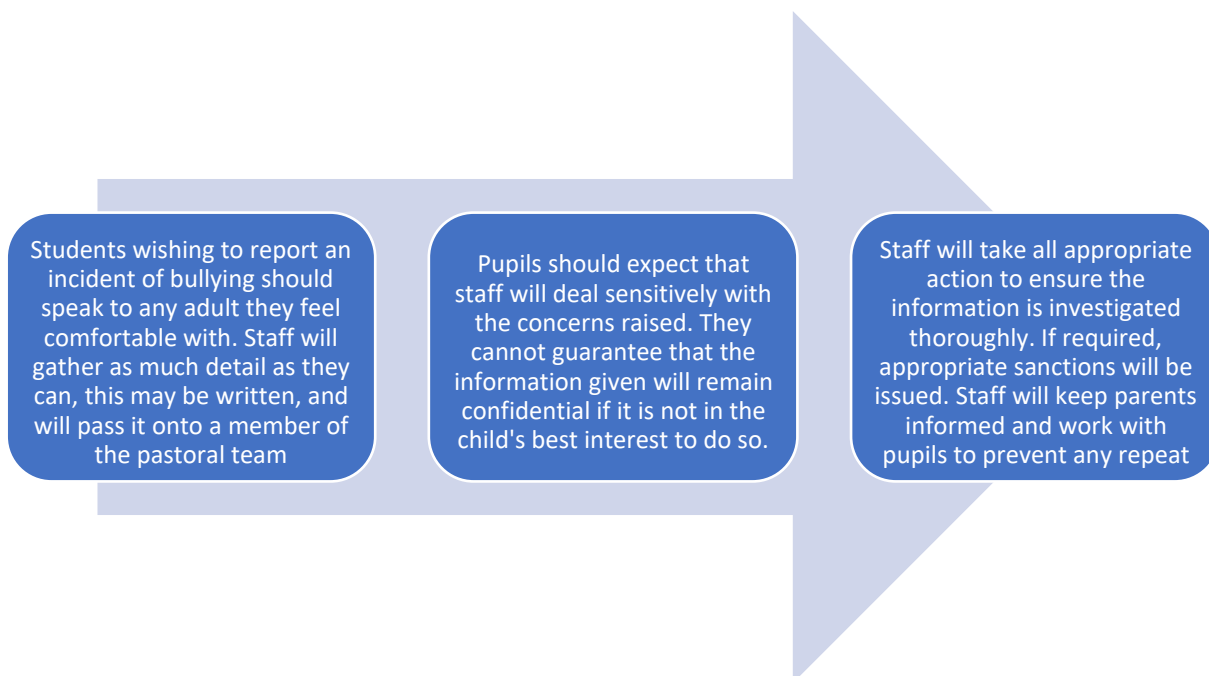 Students wishing to report an
incident of bullying should
speak to any adult they feel
comfortable with. Staff will
gather as much detail as they
can, this may be written, and
will pass it onto a member of
the pastoral team
Pupils should expect that
staff will deal sensitively with
the concerns raised. They
cannot guarantee that the
information given will remain
confidential if it is not in the
child's best interest to do so.
Staff will take all appropriate
action to ensure the
information is investigated
thoroughly. If required,
appropriate sanctions will be
issued. Staff will keep parents
informed and work with
pupils to prevent any repeat